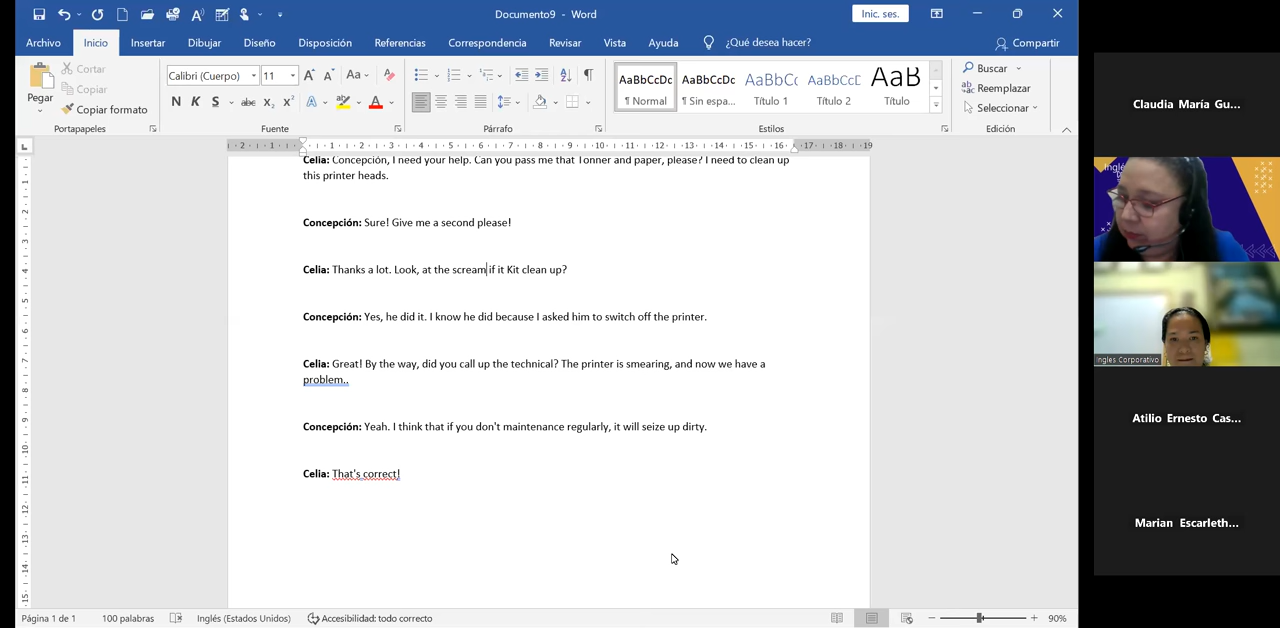 Documento9 - Word
Inic. ses.
Archivo Inicio Insertar Dibujar Diseño Disposición Referencias Correspondencia Revisar Vista Ayuda ¿Qué desea hacer? Compartir
Pegar
Cortar
Copiar
Copiar formato
Portapapeles
Calibri (Cuerpo) 11
Fuente
Párrafo
AaBbCcDc AaBbCcDc AaBbCc AaBbCcD AaB
¶ Normal ¶ Sin espa... Título 1 Título 2 Título
Estilos
Buscar
Reemplazar
Seleccionar
Edición
Celia: Concepción, I need your help. Can you pass me that Tonner and paper, please? I need to clean up
this printer heads.
Concepción: Sure! Give me a second please!
Celia: Thanks a lot. Look, at the scream if it Kit clean up?
Concepción: Yes, he did it. I know he did because I asked him to switch off the printer.
Celia: Great! By the way, did you call up the technical? The printer is smearing, and now we have a
problem..
Concepción: Yeah. I think that if you don't maintenance regularly, it will seize up dirty.
Celia: That's correct!
Página 1 de 1 100 palabras Inglés (Estados Unidos) Accesibilidad: todo correcto 90%
Claudia María Gu...
Ingles Corporativo
Atilio Ernesto Cas...
Marian Escarleth...